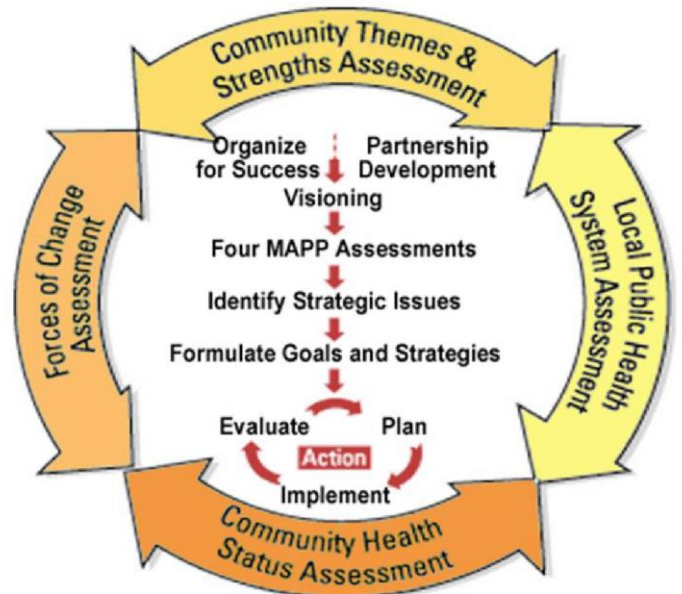 Community Themes &
Strengths Assessment
Organize
for Success
Partnership
Development
Visioning
Four MAPP Assessments
Identify Strategic Issues
Formulate Goals and Strategies
Evaluate
Plan
Action
Implement
Forces of Change
Assessment
Local Public Health
System Assessment
Community Health
Status Assessment